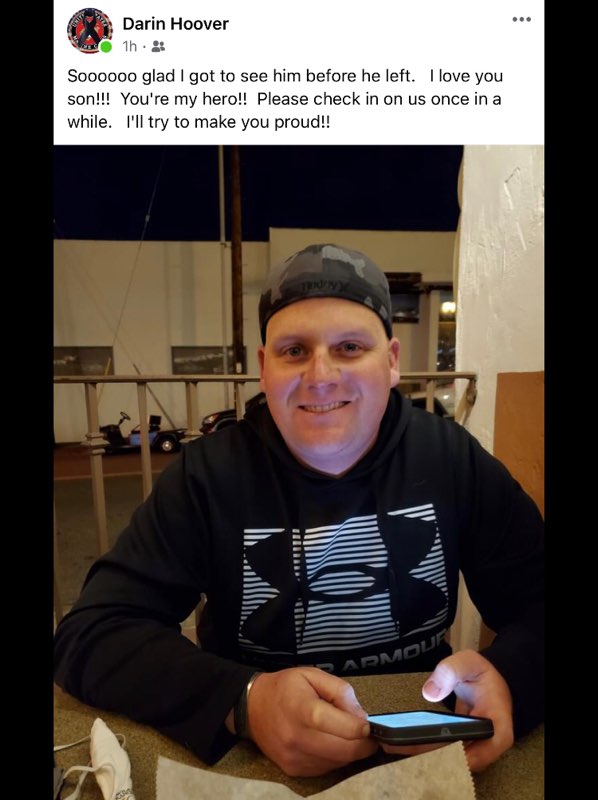 Darin Hoover
1h
Soooooo glad I got to see him before he left. I love you
son!!! You're my hero!! Please check in on us once in a
while. I'll try to make you proud!!
Hurley
ARMOUR